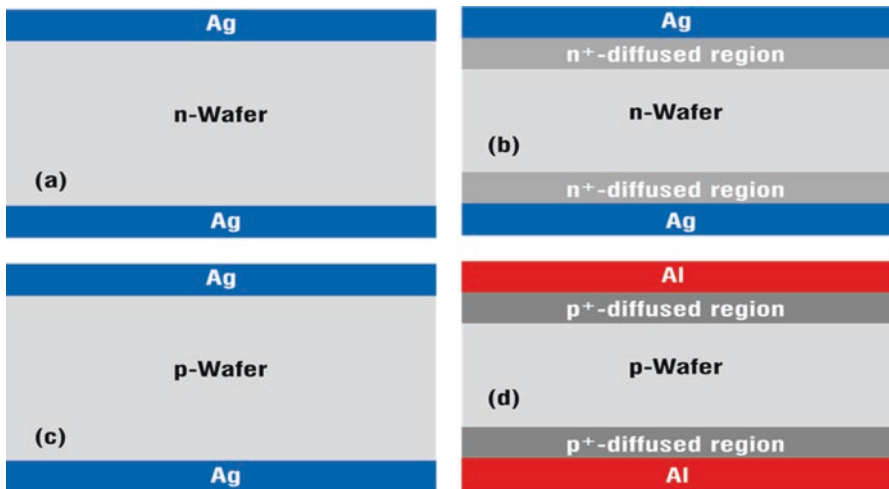 Ag
n-Wafer
(a)
Ag
Ag
n⁺-diffused region
n-Wafer
(b)
n⁺-diffused region
Ag
Ag
p-Wafer
(c)
Ag
Al
p⁺-diffused region
p-Wafer
(d)
p⁺-diffused region
Al